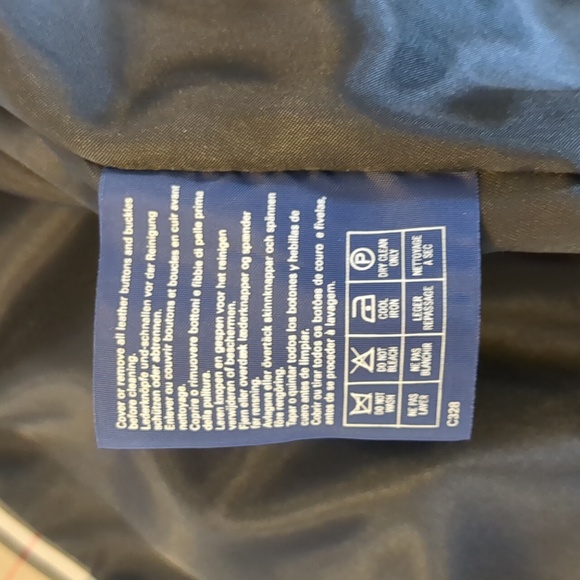 Cover or remove all leather buttons and buckles
before cleaning.
Lederknöpf und-schnallen vor der Reinigung
schützen oder abtrennen.
Enlever ou couvrir boutons et boucles en cuir avant
nettoyage.
Coprire o rimuovere bottoni e fibbie di pelle prima
della pulitura.
Leren knopen en gespen voor het reinigen
verwijderen of beschermen.
Fjern eller overdæk læderknapper og spænder
før rensning.
Avlägsna eller övertäck skinnknappar och spännen
före rengöring.
Tapar o quitar todos los botones y hebillas de
cuero antes de limpiar.
Cobrir ou tirar todos os botões de couro e fivelas,
antes de se proceder à lavagem.
DO NOT
WASH
DO NOT
BLEACH
COOL
IRON
P
DRY CLEAN
ONLY
NE PAS
LAVER
NE PAS
BLANCHIR
LEGER
REPASSAGE
NETTOYAGE
A SEC
C328